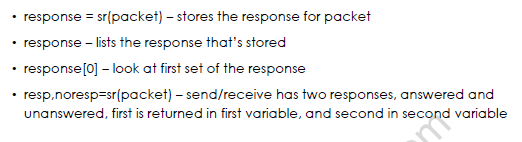 • response = sr(packet) – stores the response for packet
• response – lists the response that's stored
• response[0] – look at first set of the response
• resp,noresp=sr(packet) – send/receive has two responses, answered and
unanswered, first is returned in first variable, and second in second variable
om